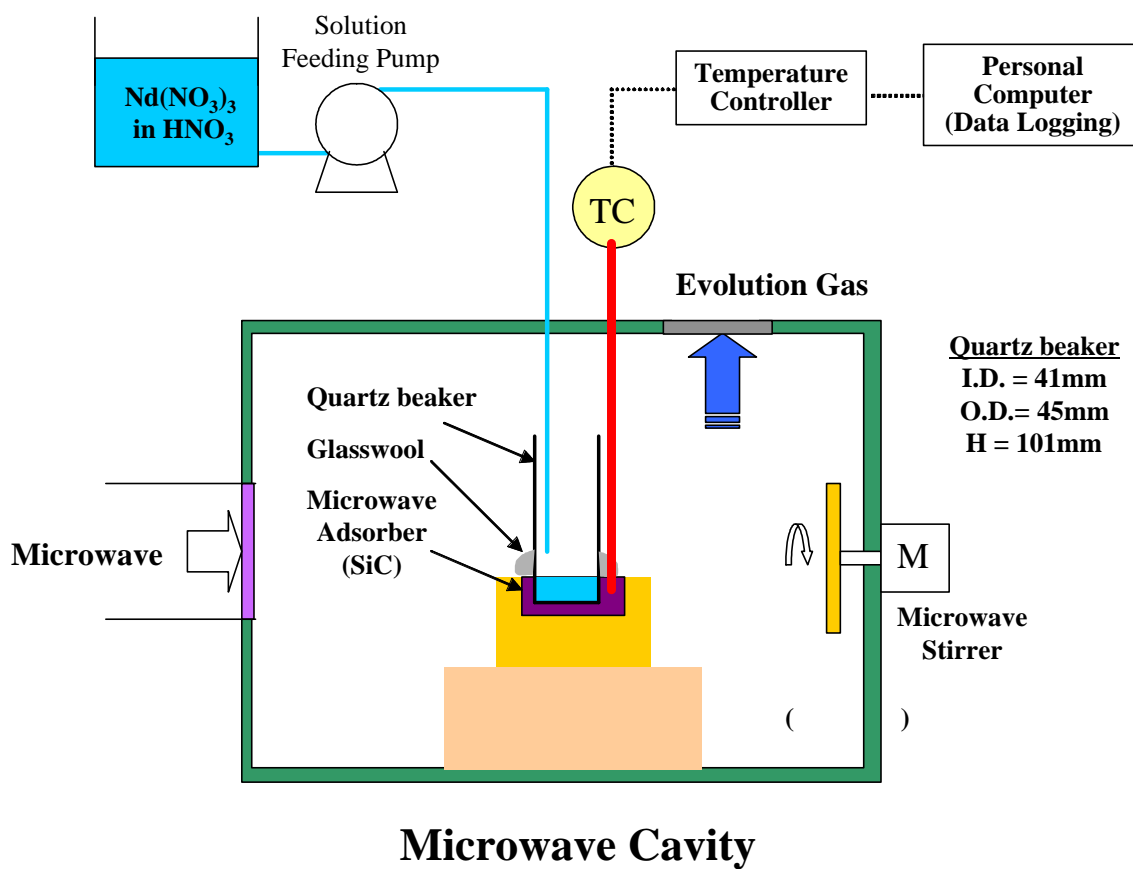 Solution
Feeding Pump
Nd(NO₃)₃
in HNO₃
Temperature
Controller
Personal
Computer
(Data Logging)
TC
Evolution Gas
Quartz beaker
I.D. = 41mm
O.D.= 45mm
H = 101mm
Quartz beaker
Glasswool
Microwave
Adsorber
(SiC)
Microwave
M
Microwave
Stirrer
( )
Microwave Cavity